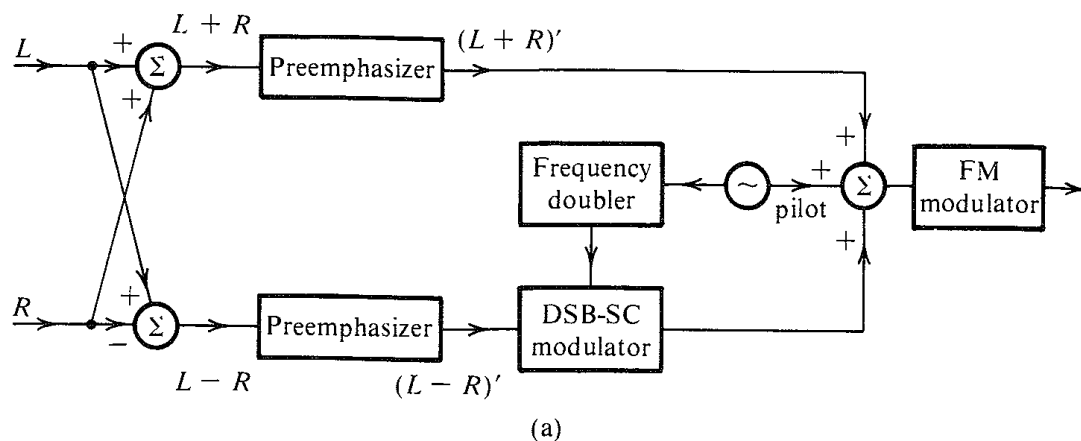 L
+
Σ
L + R
+
Preemphasizer
(L + R)′
+
Frequency
doubler
~
+
pilot
Σ
FM
modulator
+
R
+
Σ
−
L − R
Preemphasizer
(L − R)′
DSB-SC
modulator
(a)